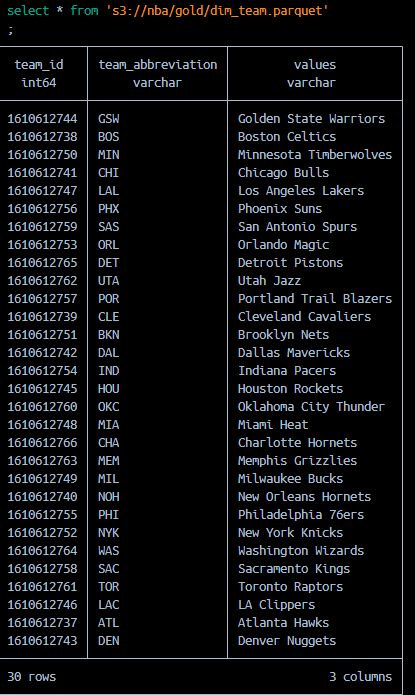 select * from 's3://nba/gold/dim_team.parquet'
;
team_id team_abbreviation values
int64 varchar varchar
1610612744 GSW Golden State Warriors
1610612738 BOS Boston Celtics
1610612750 MIN Minnesota Timberwolves
1610612741 CHI Chicago Bulls
1610612747 LAL Los Angeles Lakers
1610612756 PHX Phoenix Suns
1610612759 SAS San Antonio Spurs
1610612753 ORL Orlando Magic
1610612765 DET Detroit Pistons
1610612762 UTA Utah Jazz
1610612757 POR Portland Trail Blazers
1610612739 CLE Cleveland Cavaliers
1610612751 BKN Brooklyn Nets
1610612742 DAL Dallas Mavericks
1610612754 IND Indiana Pacers
1610612745 HOU Houston Rockets
1610612760 OKC Oklahoma City Thunder
1610612748 MIA Miami Heat
1610612766 CHA Charlotte Hornets
1610612763 MEM Memphis Grizzlies
1610612749 MIL Milwaukee Bucks
1610612740 NOH New Orleans Hornets
1610612755 PHI Philadelphia 76ers
1610612752 NYK New York Knicks
1610612764 WAS Washington Wizards
1610612758 SAC Sacramento Kings
1610612761 TOR Toronto Raptors
1610612746 LAC LA Clippers
1610612737 ATL Atlanta Hawks
1610612743 DEN Denver Nuggets
30 rows 3 columns